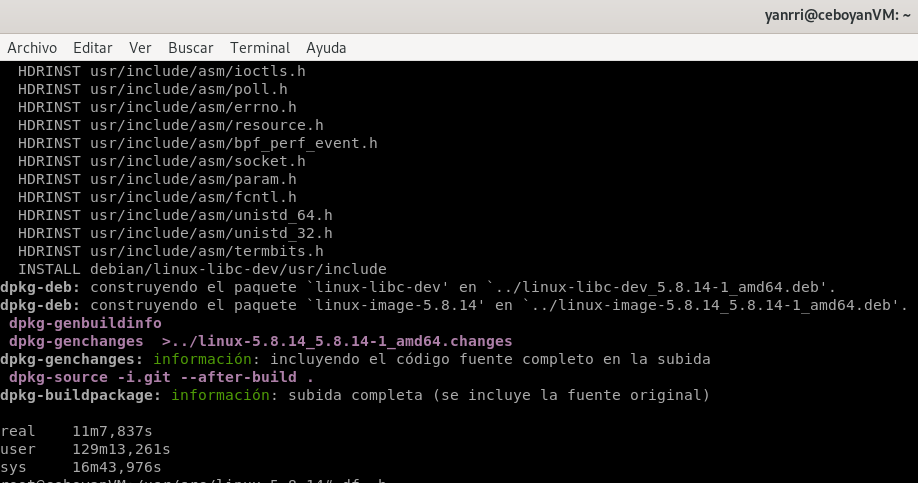 yanrri@ceboyanVM: ~
Archivo Editar Ver Buscar Terminal Ayuda
HDRINST usr/include/asm/ioctls.h
HDRINST usr/include/asm/poll.h
HDRINST usr/include/asm/errno.h
HDRINST usr/include/asm/resource.h
HDRINST usr/include/asm/bpf_perf_event.h
HDRINST usr/include/asm/socket.h
HDRINST usr/include/asm/param.h
HDRINST usr/include/asm/fcntl.h
HDRINST usr/include/asm/unistd_64.h
HDRINST usr/include/asm/unistd_32.h
HDRINST usr/include/asm/termbits.h
INSTALL debian/linux-libc-dev/usr/include
dpkg-deb: construyendo el paquete `linux-libc-dev' en `../linux-libc-dev_5.8.14-1_amd64.deb'.
dpkg-deb: construyendo el paquete `linux-image-5.8.14' en `../linux-image-5.8.14_5.8.14-1_amd64.deb'.
dpkg-genbuildinfo
dpkg-genchanges >../linux-5.8.14_5.8.14-1_amd64.changes
dpkg-genchanges: información: incluyendo el código fuente completo en la subida
dpkg-source -i.git --after-build .
dpkg-buildpackage: información: subida completa (se incluye la fuente original)
real 11m7,837s
user 129m13,261s
sys 16m43,976s